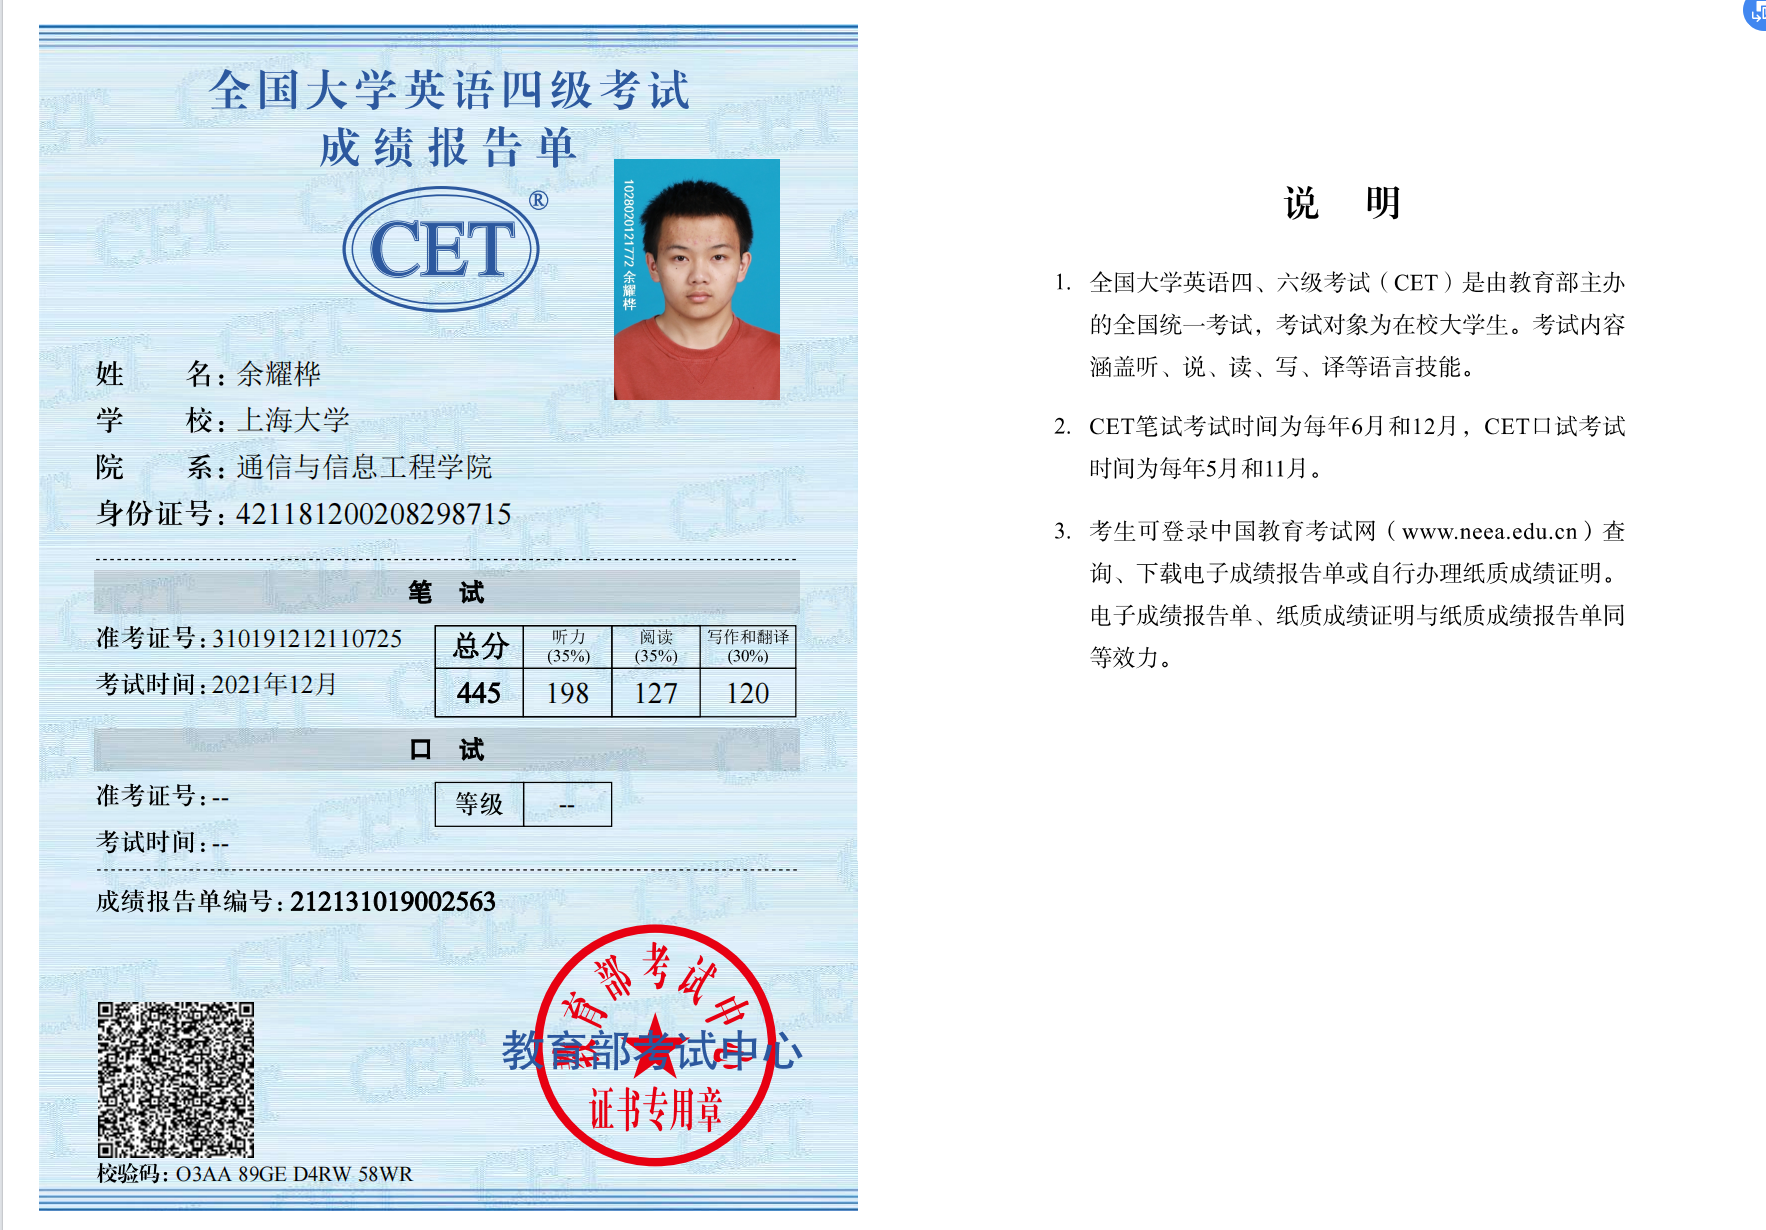 全国大学英语四级考试
成绩报告单
CET®
102802012121772 余耀桦
姓名：余耀桦
学校：上海大学
院系：通信与信息工程学院
身份证号：421181200208298715
笔试
准考证号：310191212110725
考试时间：2021年12月
总分 听力(35%) 阅读(35%) 写作和翻译(30%)
445 198 127 120
口试
准考证号：--
考试时间：--
等级 --
成绩报告单编号：212131019002563
教育部考试中心
教育部考试中心
证书专用章
校验码：O3AA 89GE D4RW 58WR
说明
1. 全国大学英语四、六级考试（CET）是由教育部主办
的全国统一考试，考试对象为在校大学生。考试内容
涵盖听、说、读、写、译等语言技能。
2. CET笔试考试时间为每年6月和12月，CET口试考试
时间为每年5月和11月。
3. 考生可登录中国教育考试网（www.neea.edu.cn）查
询、下载电子成绩报告单或自行办理纸质成绩证明。
电子成绩报告单、纸质成绩证明与纸质成绩报告单同
等效力。